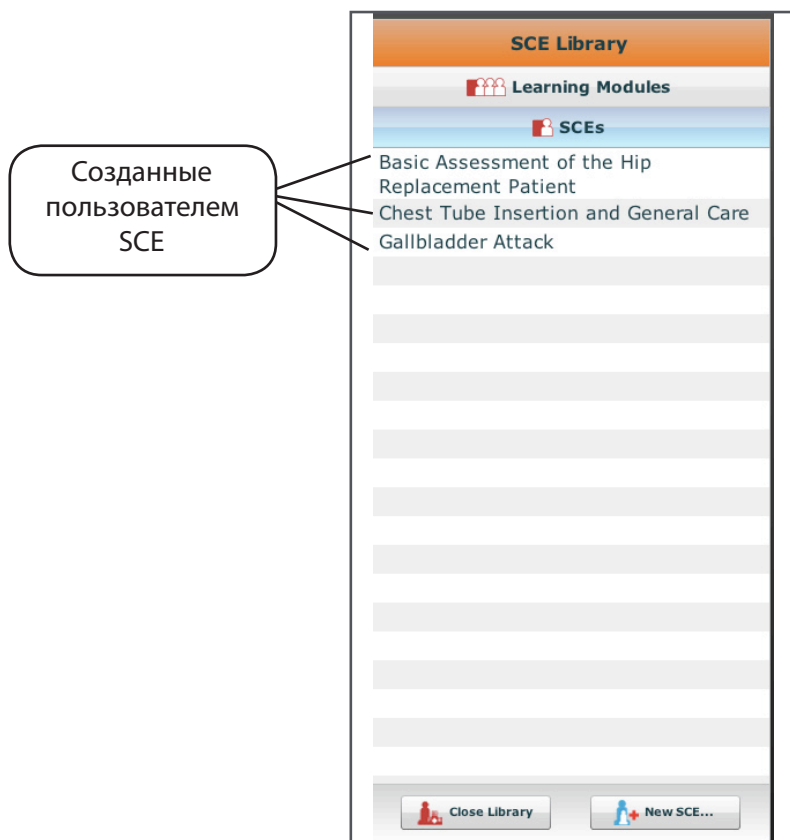 SCE Library
Learning Modules
SCEs
Созданные
пользователем
SCE
Basic Assessment of the Hip
Replacement Patient
Chest Tube Insertion and General Care
Gallbladder Attack
Close Library
New SCE...